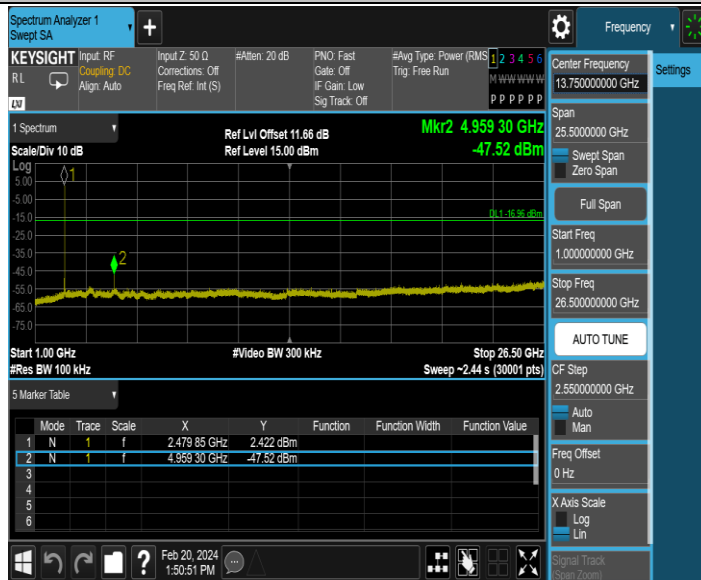 Spectrum Analyzer 1
Swept SA
Frequency
KEYSIGHT
RL
LXI
Input: RF
Coupling: DC
Align: Auto
Input Z: 50 Ω
Corrections: Off
Freq Ref: Int (S)
#Atten: 20 dB
PNO: Fast
Gate: Off
IF Gain: Low
Sig Track: Off
#Avg Type: Power (RMS
Trig: Free Run
1 2 3 4 5 6
M W W W W W
P P P P P P
1 Spectrum
Scale/Div 10 dB
Ref Lvl Offset 11.66 dB
Ref Level 15.00 dBm
Mkr2 4.959 30 GHz
-47.52 dBm
Log
5.00
-5.00
-15.0
-25.0
-35.0
-45.0
-55.0
-65.0
-75.0
1
2
DL1 -16.96 dBm
Start 1.00 GHz
#Res BW 100 kHz
#Video BW 300 kHz
Stop 26.50 GHz
Sweep ~2.44 s (30001 pts)
5 Marker Table
Mode Trace Scale X Y Function Function Width Function Value
1 N 1 f 2.479 85 GHz 2.422 dBm
2 N 1 f 4.959 30 GHz -47.52 dBm
3
4
5
6
?
Feb 20, 2024
1:50:51 PM
Center Frequency
13.750000000 GHz
Span
25.5000000 GHz
Swept Span
Zero Span
Full Span
Start Freq
1.000000000 GHz
Stop Freq
26.500000000 GHz
AUTO TUNE
CF Step
2.550000000 GHz
Auto
Man
Freq Offset
0 Hz
X Axis Scale
Log
Lin
Signal Track
(Span Zoom)
Settings